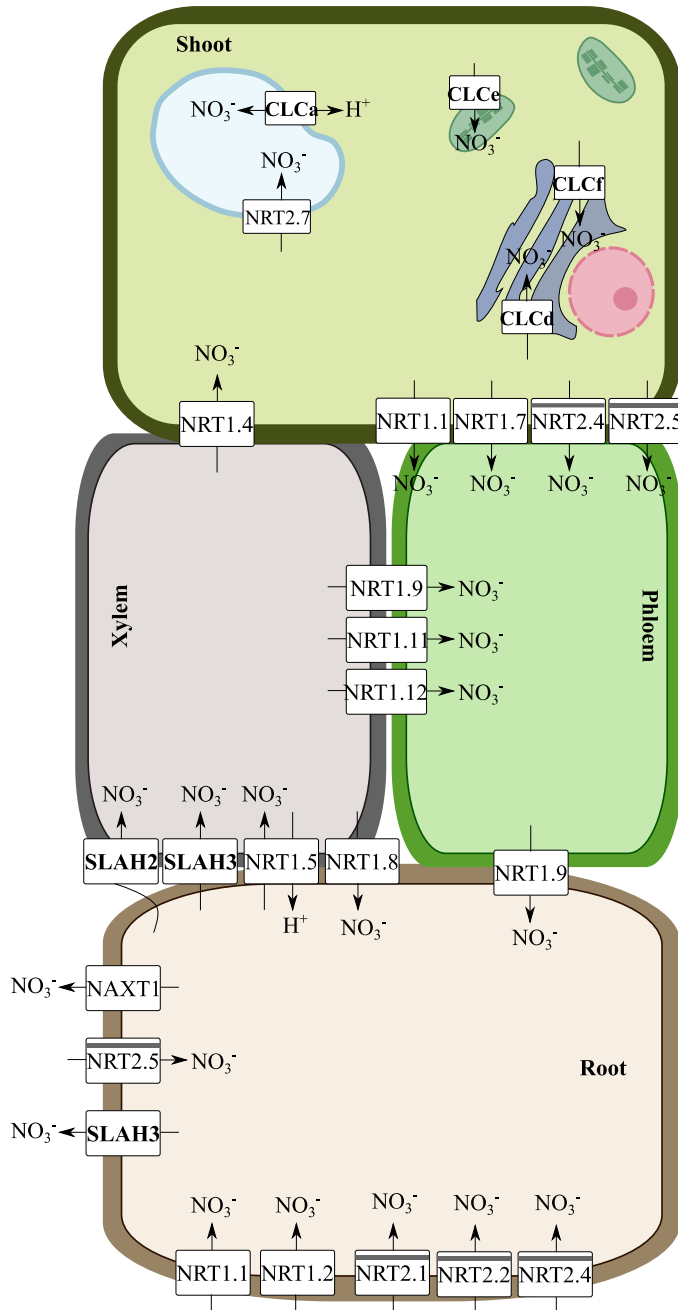 Shoot
NO₃⁻
CLCa
H⁺
CLCe
NO₃⁻
NO₃⁻
NRT2.7
CLCf
NO₃⁻
NO₃⁻
CLCd
NO₃⁻
NRT1.4
NRT1.1
NRT1.7
NRT2.4
NRT2.5
NO₃⁻
NO₃⁻
NO₃⁻
NO₃⁻
Xylem
Phloem
NRT1.9
NO₃⁻
NRT1.11
NO₃⁻
NRT1.12
NO₃⁻
NO₃⁻
NO₃⁻
NO₃⁻
SLAH2
SLAH3
NRT1.5
NRT1.8
NRT1.9
H⁺
NO₃⁻
NO₃⁻
NO₃⁻
NAXT1
NRT2.5
NO₃⁻
Root
NO₃⁻
SLAH3
NO₃⁻
NO₃⁻
NO₃⁻
NO₃⁻
NO₃⁻
NRT1.1
NRT1.2
NRT2.1
NRT2.2
NRT2.4